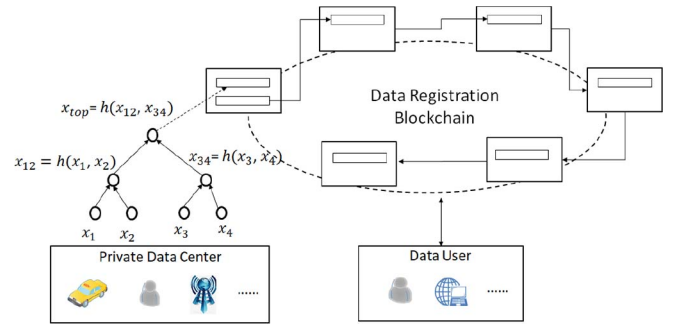 x_top = h(x_12, x_34)
Data Registration
Blockchain
x_12 = h(x_1, x_2)
x_34 = h(x_3, x_4)
x_1
x_2
x_3
x_4
Private Data Center
......
Data User
......